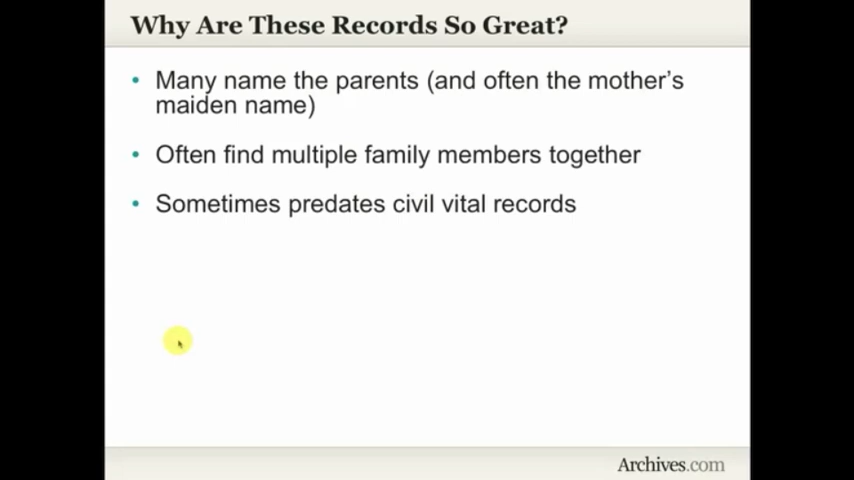 Why Are These Records So Great?
• Many name the parents (and often the mother's
maiden name)
• Often find multiple family members together
• Sometimes predates civil vital records
Archives.com